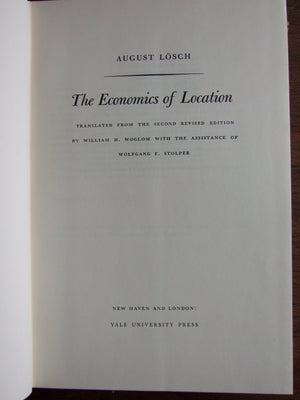 AUGUST LÖSCH
The Economics of Location
TRANSLATED FROM THE SECOND REVISED EDITION
BY WILLIAM H. WOGLOM WITH THE ASSISTANCE OF
WOLFGANG F. STOLPER
NEW HAVEN AND LONDON:
YALE UNIVERSITY PRESS